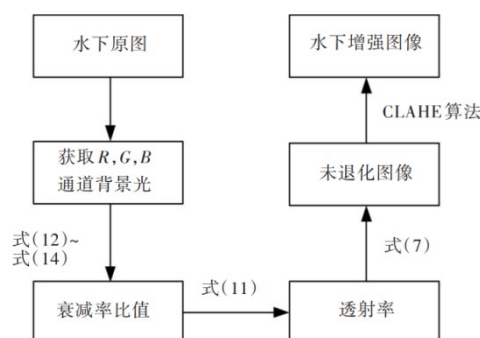 水下原图
水下增强图像
CLAHE算法
获取R,G,B
通道背景光
未退化图像
式(12)~
式(14)
式(7)
衰减率比值
式(11)
透射率